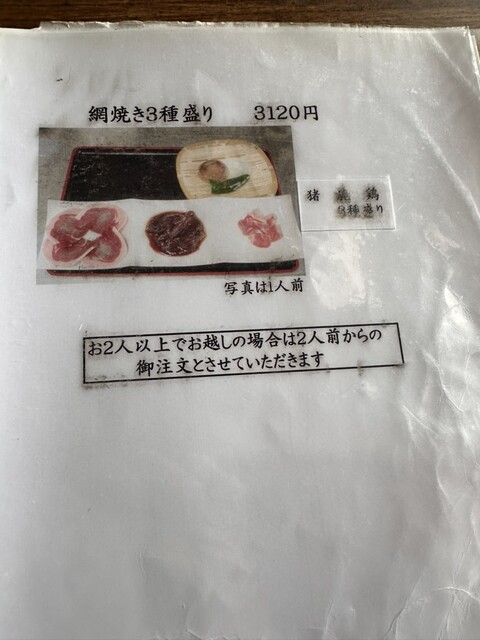 網焼き3種盛り 3120円
猪 鹿 鶏
3種盛り
写真は1人前
お2人以上でお越しの場合は2人前からの
御注文とさせていただきます